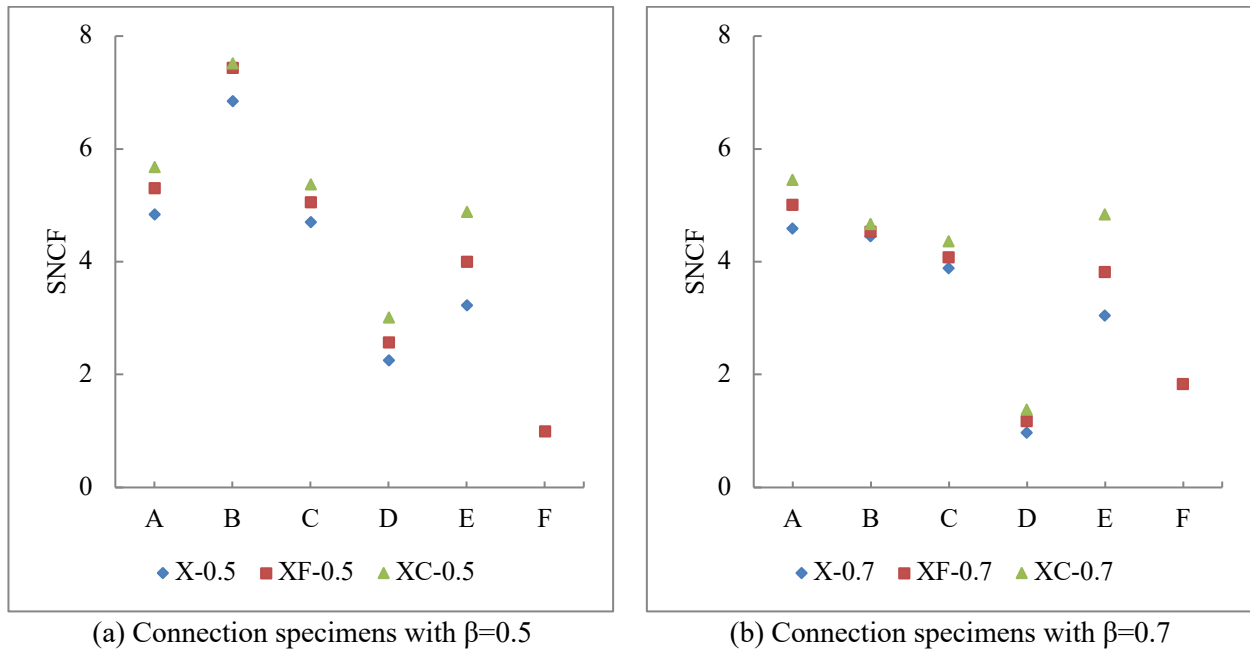 8
6
4
2
0
SNCF
A B C D E F
X-0.5 XF-0.5 XC-0.5
(a) Connection specimens with β=0.5
8
6
4
2
0
SNCF
A B C D E F
X-0.7 XF-0.7 XC-0.7
(b) Connection specimens with β=0.7